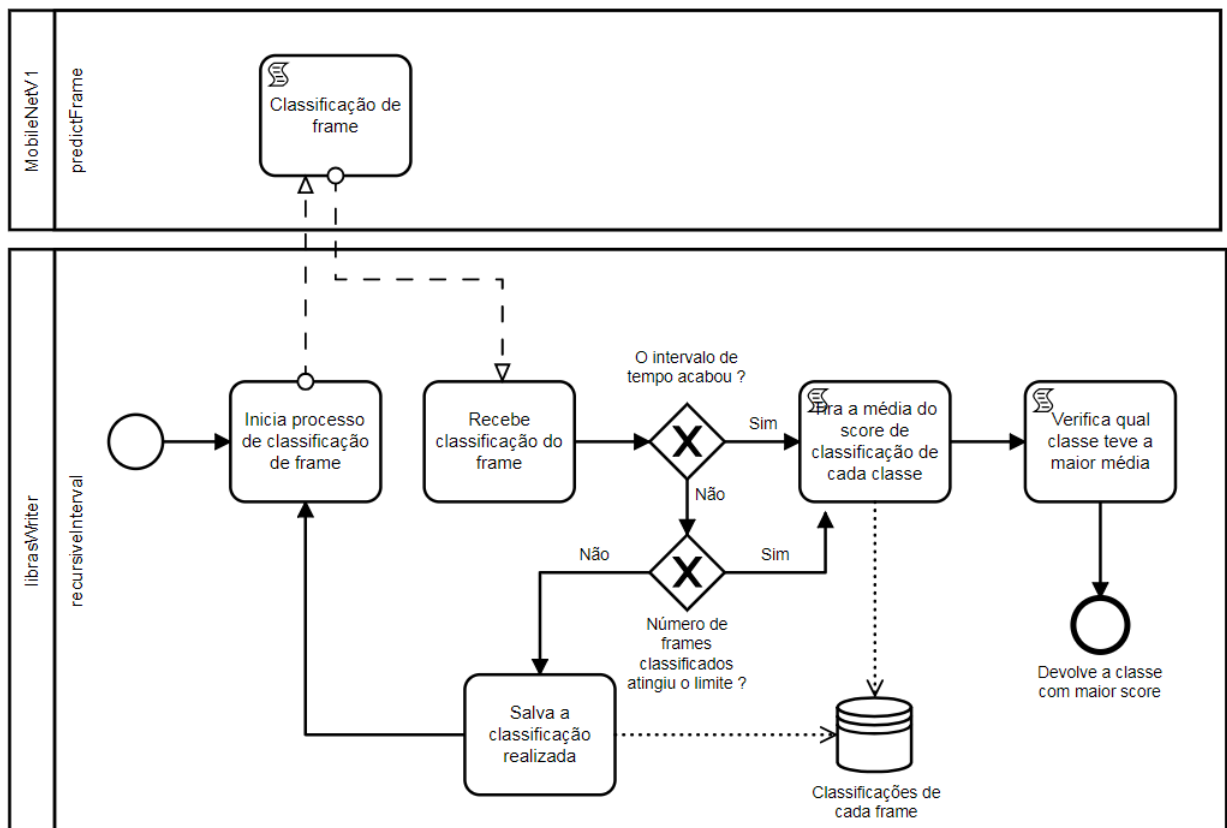 MobileNetV1
predictFrame
Classificação de
frame
librasWriter
recursiveInterval
Inicia processo
de classificação
de frame
Recebe
classificação do
frame
O intervalo de
tempo acabou ?
Sim
Não
Tira a média do
score de
classificação de
cada classe
Verifica qual
classe teve a
maior média
Não
Sim
Número de
frames
classificados
atingiu o limite ?
Salva a
classificação
realizada
Classificações de
cada frame
Devolve a classe
com maior score